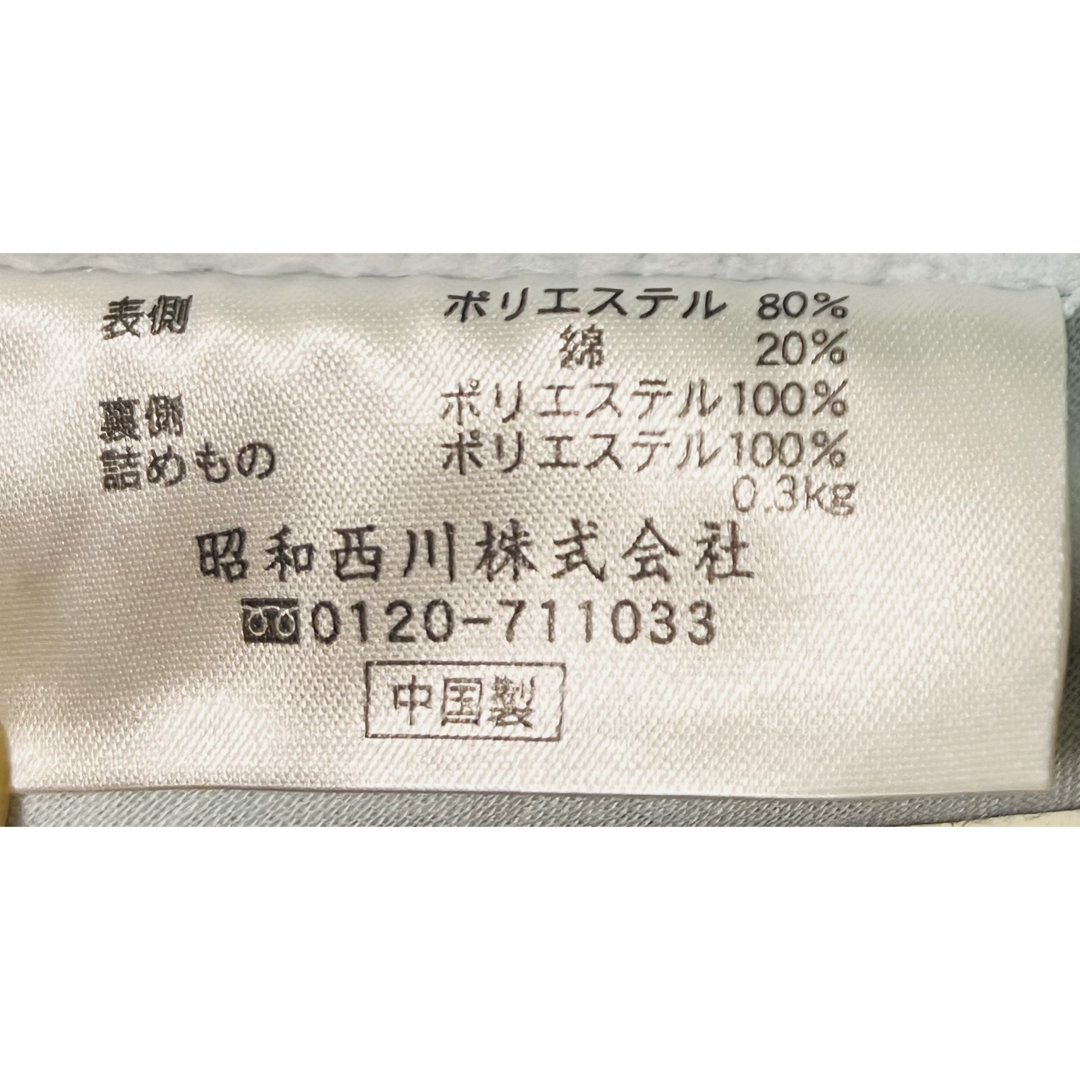 表側 ポリエステル 80%
綿 20%
裏側 ポリエステル100%
詰めもの ポリエステル100%
0.3kg
昭和西川株式会社
0120-711033
中国製